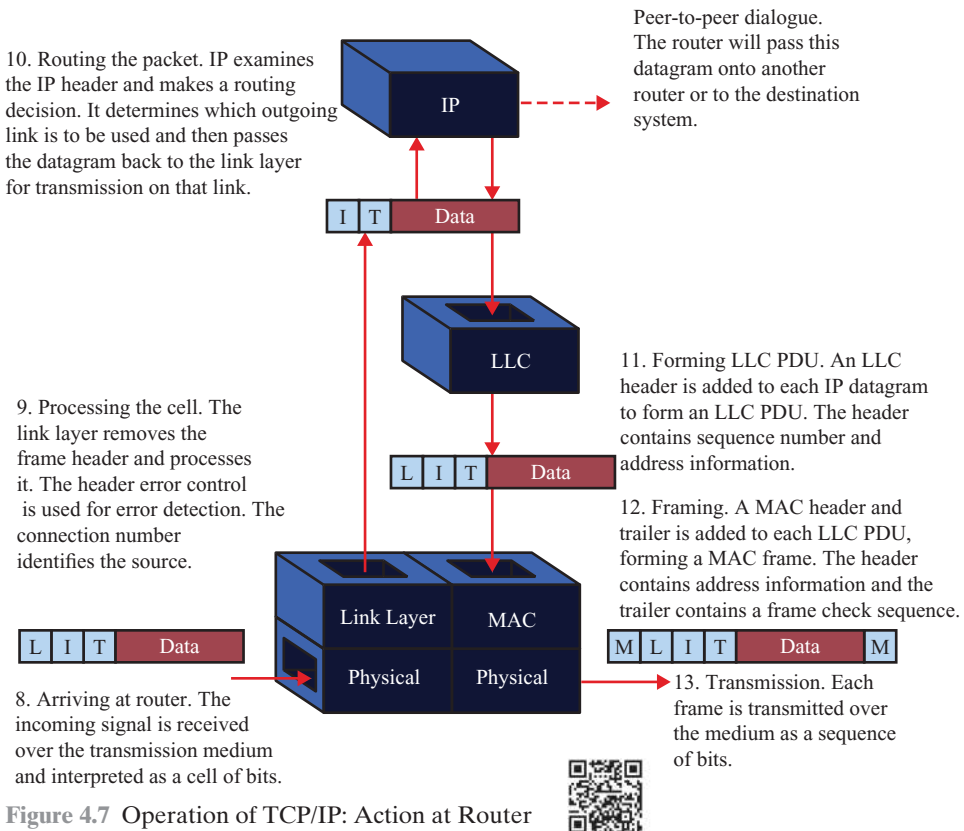 Peer-to-peer dialogue.
The router will pass this
datagram onto another
router or to the destination
system.
10. Routing the packet. IP examines
the IP header and makes a routing
decision. It determines which outgoing
link is to be used and then passes
the datagram back to the link layer
for transmission on that link.
IP
I T Data
LLC
11. Forming LLC PDU. An LLC
header is added to each IP datagram
to form an LLC PDU. The header
contains sequence number and
address information.
9. Processing the cell. The
link layer removes the
frame header and processes
it. The header error control
is used for error detection. The
connection number
identifies the source.
L I T Data
12. Framing. A MAC header and
trailer is added to each LLC PDU,
forming a MAC frame. The header
contains address information and the
trailer contains a frame check sequence.
Link Layer MAC
L I T Data
Physical Physical
M L I T Data M
8. Arriving at router. The
incoming signal is received
over the transmission medium
and interpreted as a cell of bits.
13. Transmission. Each
frame is transmitted over
the medium as a sequence
of bits.
Figure 4.7 Operation of TCP/IP: Action at Router